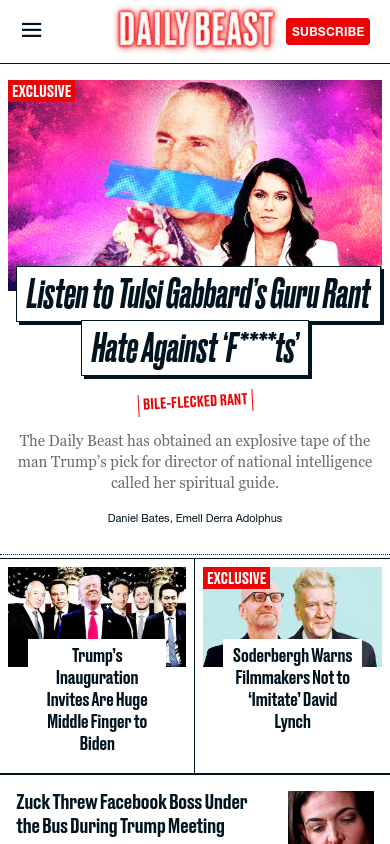 DAILY BEAST
SUBSCRIBE
EXCLUSIVE
Listen to Tulsi Gabbard's Guru Rant
Hate Against 'F****ts'
BILE-FLECKED RANT
The Daily Beast has obtained an explosive tape of the
man Trump's pick for director of national intelligence
called her spiritual guide.
Daniel Bates, Emell Derra Adolphus
Trump's
Inauguration
Invites Are Huge
Middle Finger to
Biden
EXCLUSIVE
Soderbergh Warns
Filmmakers Not to
'Imitate' David
Lynch
Zuck Threw Facebook Boss Under
the Bus During Trump Meeting